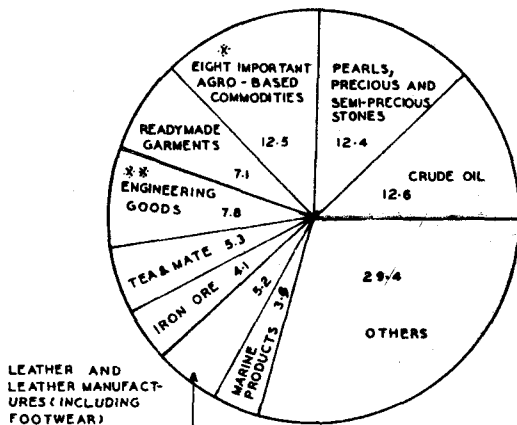 *
EIGHT IMPORTANT
AGRO-BASED
COMMODITIES
12.5
PEARLS,
PRECIOUS AND
SEMI-PRECIOUS
STONES
12.4
CRUDE OIL
12.6
READYMADE
GARMENTS
7.1
**
ENGINEERING
GOODS 7.8
TEA & MATE 5.3
IRON ORE 4.1
5.2
MARINE
PRODUCTS
29.4
OTHERS
LEATHER AND
LEATHER MANUFACT-
URES (INCLUDING
FOOTWEAR)